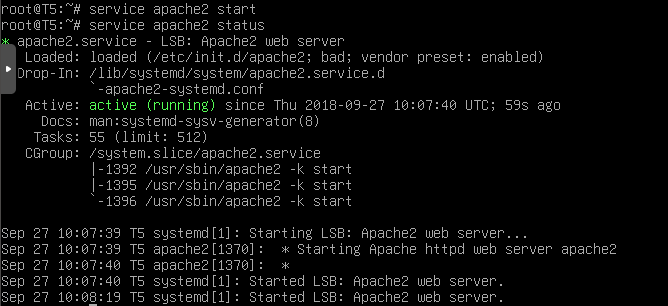 root@T5:~# service apache2 start
root@T5:~# service apache2 status
* apache2.service - LSB: Apache2 web server
   Loaded: loaded (/etc/init.d/apache2; bad; vendor preset: enabled)
  Drop-In: /lib/systemd/system/apache2.service.d
           `-apache2-systemd.conf
   Active: active (running) since Thu 2018-09-27 10:07:40 UTC; 59s ago
     Docs: man:systemd-sysv-generator(8)
    Tasks: 55 (limit: 512)
   CGroup: /system.slice/apache2.service
           |-1392 /usr/sbin/apache2 -k start
           |-1395 /usr/sbin/apache2 -k start
           `-1396 /usr/sbin/apache2 -k start

Sep 27 10:07:39 T5 systemd[1]: Starting LSB: Apache2 web server...
Sep 27 10:07:39 T5 apache2[1370]:  * Starting Apache httpd web server apache2
Sep 27 10:07:40 T5 apache2[1370]:  *
Sep 27 10:07:40 T5 systemd[1]: Started LSB: Apache2 web server.
Sep 27 10:08:19 T5 systemd[1]: Started LSB: Apache2 web server.